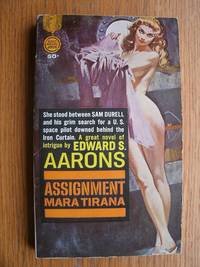 50¢
She stood between SAM DURELL
and his grim search for a U. S.
space pilot downed behind the
Iron Curtain. A great novel of
intrigue by EDWARD S.
AARONS
ASSIGNMENT
MARA TIRANA